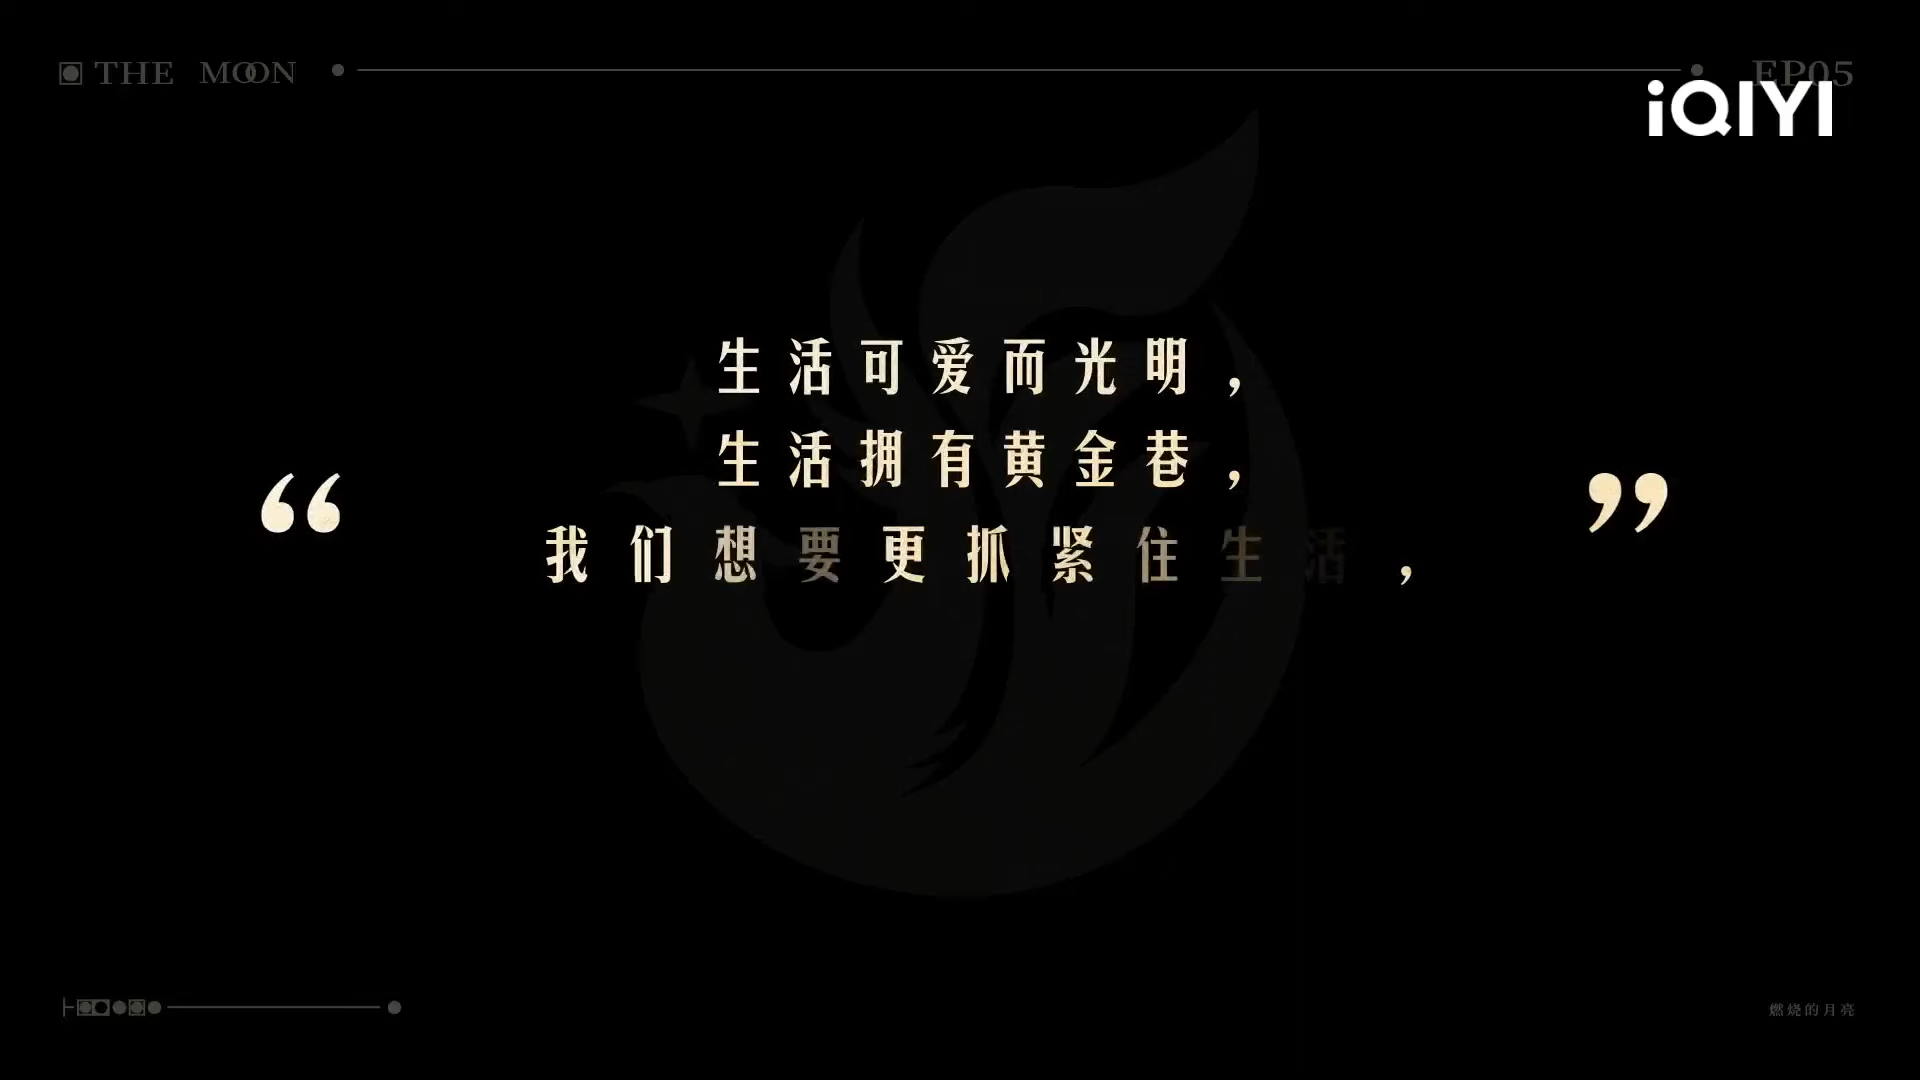 THE MOON
EP05
iQIYI
“
生活可爱而光明，
生活拥有黄金巷，
我们想要更抓紧住生活，
”
燃烧的月亮